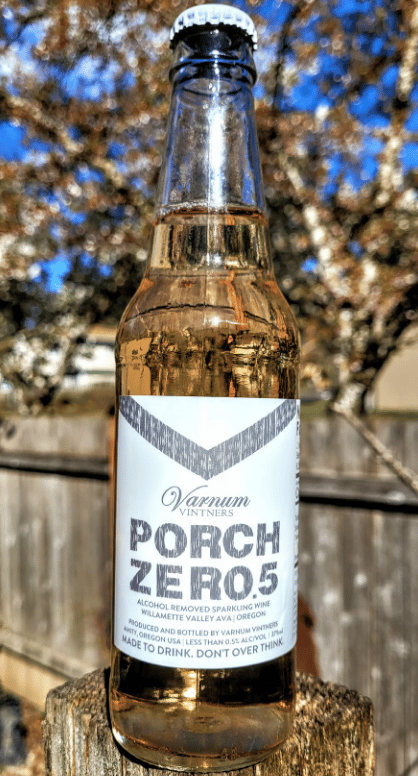 Varnum
VINTNERS
PORCH
ZERO.5
ALCOHOL REMOVED SPARKLING WINE
WILLAMETTE VALLEY AVA | OREGON
PRODUCED AND BOTTLED BY VARNUM VINTNERS
AMITY, OREGON USA | LESS THAN 0.5% ALC/VOL |
MADE TO DRINK. DON'T OVER THINK.